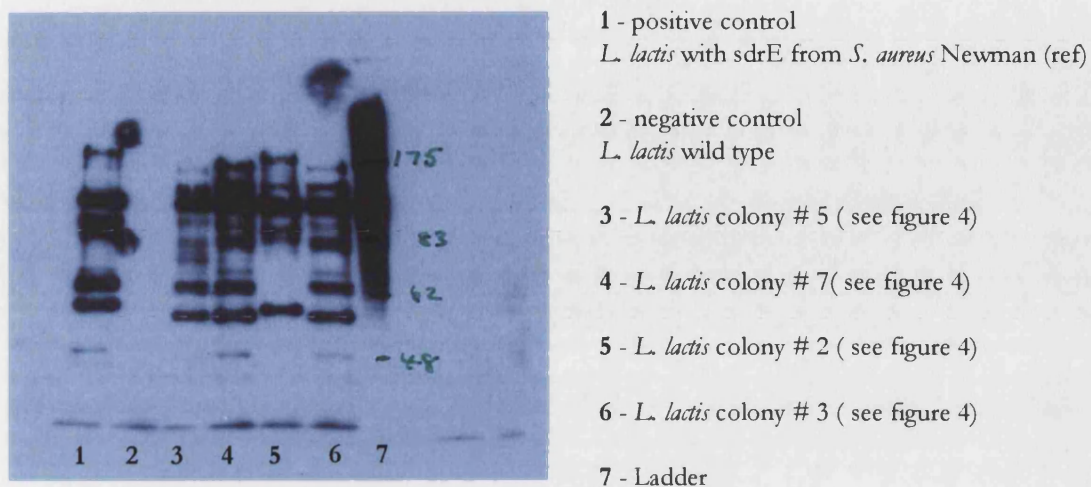 175
83
62
48
1 2 3 4 5 6 7
1 - positive control
L. lactis with sdrE from S. aureus Newman (ref)
2 - negative control
L. lactis wild type
3 - L. lactis colony # 5 ( see figure 4)
4 - L. lactis colony # 7( see figure 4)
5 - L. lactis colony # 2 ( see figure 4)
6 - L. lactis colony # 3 ( see figure 4)
7 - Ladder